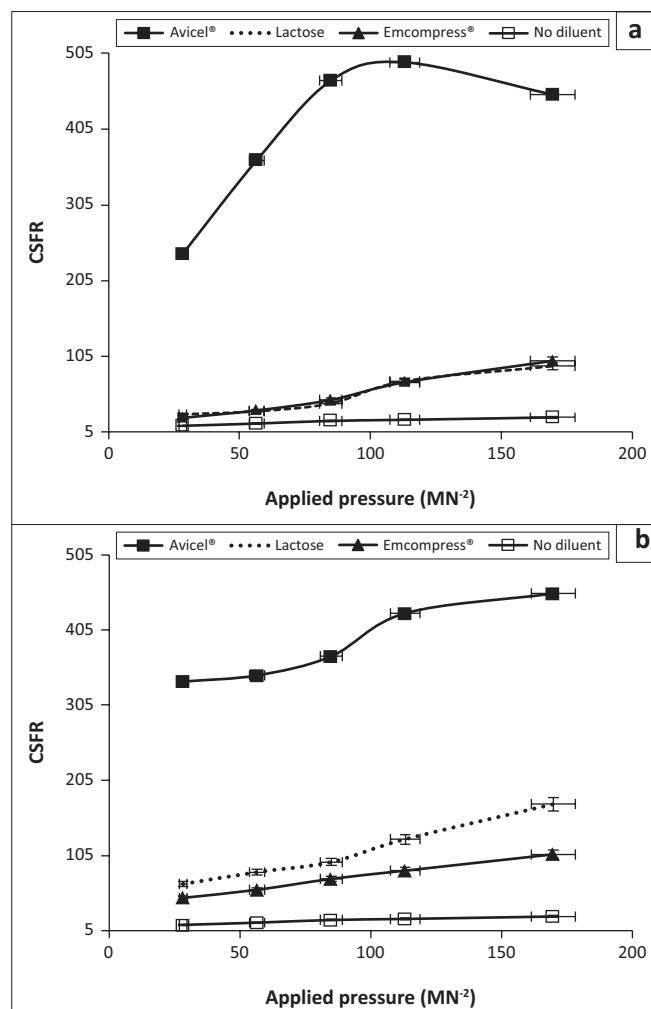 Avicel® Lactose Emcompress® No diluent
a
505
405
305
205
105
5
CSFR
0 50 100 150 200
Applied pressure (MN⁻²)
Avicel® Lactose Emcompress® No diluent
b
505
405
305
205
105
5
CSFR
0 50 100 150 200
Applied pressure (MN⁻²)